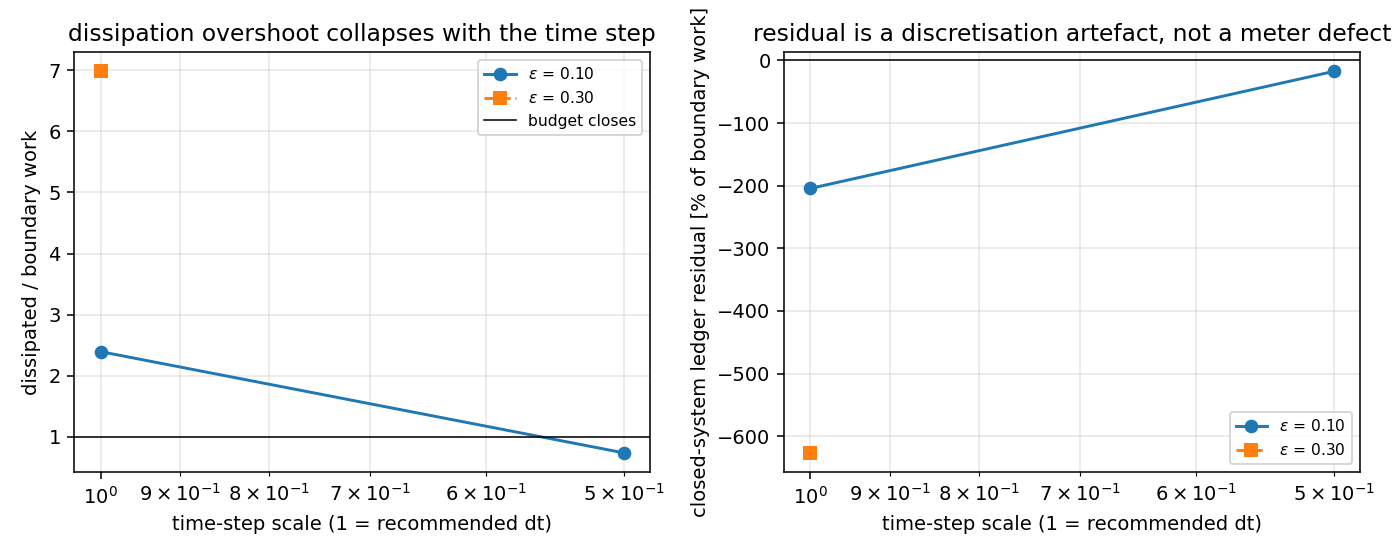 dissipation overshoot collapses with the time step
dissipated / boundary work
7
6
5
4
3
2
1
ε = 0.10
ε = 0.30
budget closes
10⁰
9 × 10⁻¹
8 × 10⁻¹
7 × 10⁻¹
6 × 10⁻¹
5 × 10⁻¹
time-step scale (1 = recommended dt)
residual is a discretisation artefact, not a meter defect
closed-system ledger residual [% of boundary work]
0
−100
−200
−300
−400
−500
−600
ε = 0.10
ε = 0.30
10⁰
9 × 10⁻¹
8 × 10⁻¹
7 × 10⁻¹
6 × 10⁻¹
5 × 10⁻¹
time-step scale (1 = recommended dt)